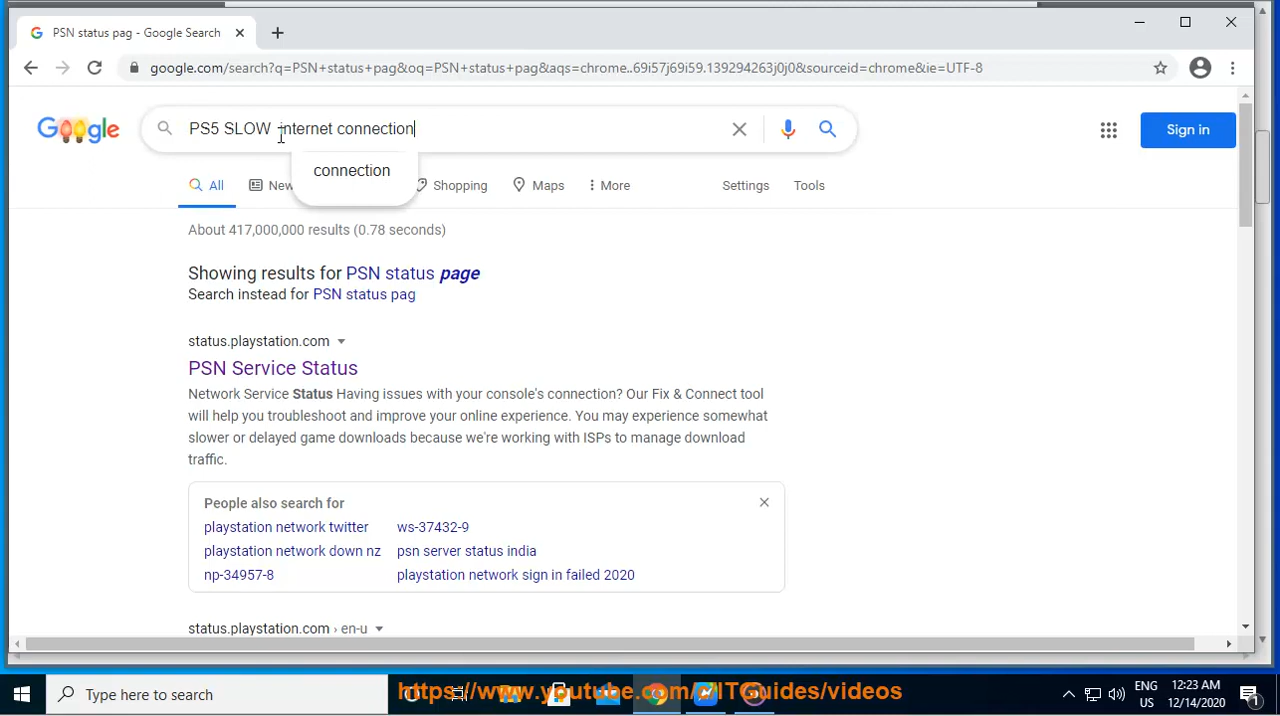 PSN status pag - Google Search
google.com/search?q=PSN+status+pag&oq=PSN+status+pag&aqs=chrome..69i57j69i59.139294263j0j0&sourceid=chrome&ie=UTF-8
Google
PS5 SLOW internet connection
connection
Sign in
All
Shopping
Maps
More
Settings
Tools
About 417,000,000 results (0.78 seconds)
Showing results for PSN status page
Search instead for PSN status pag
status.playstation.com
PSN Service Status
Network Service Status Having issues with your console's connection? Our Fix & Connect tool
will help you troubleshoot and improve your online experience. You may experience somewhat
slower or delayed game downloads because we're working with ISPs to manage download
traffic.
People also search for
playstation network twitter ws-37432-9
playstation network down nz psn server status india
np-34957-8 playstation network sign in failed 2020
status.playstation.com › en-u
Type here to search
ENG
US
12:23 AM
12/14/2020
1